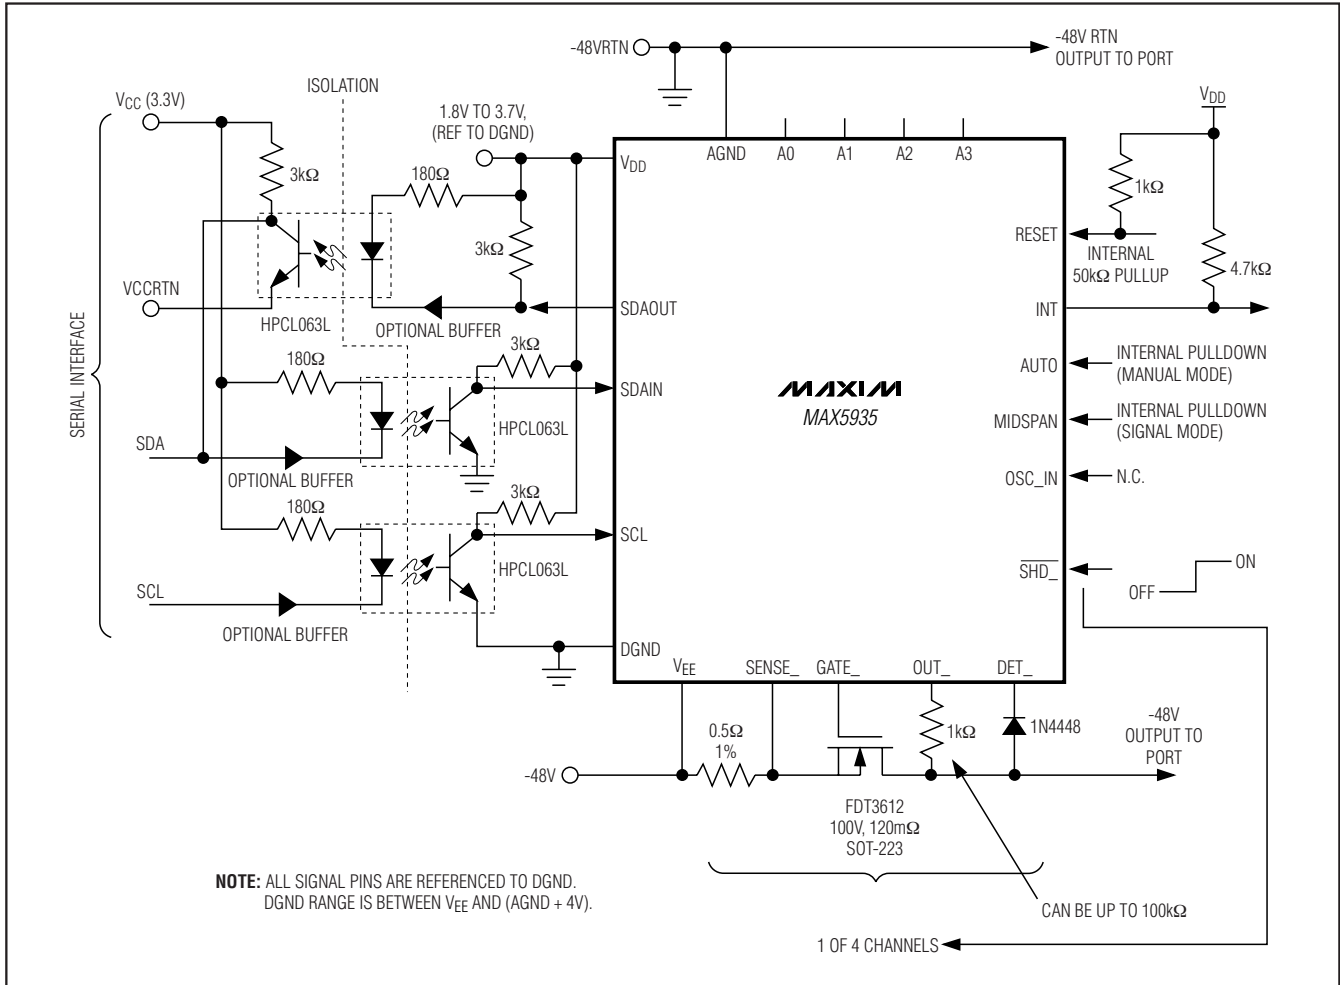 -48VRTN
-48V RTN
OUTPUT TO PORT
ISOLATION
VCC (3.3V)
1.8V TO 3.7V,
(REF TO DGND)
VDD
AGND
A0
A1
A2
A3
VDD
180Ω
3kΩ
3kΩ
1kΩ
RESET
INTERNAL
50kΩ PULLUP
4.7kΩ
VCCRTN
HPCL063L
OPTIONAL BUFFER
SDAOUT
INT
SERIAL INTERFACE
180Ω
3kΩ
SDAIN
AUTO
INTERNAL PULLDOWN
(MANUAL MODE)
MAXIM
MAX5935
HPCL063L
MIDSPAN
INTERNAL PULLDOWN
(SIGNAL MODE)
SDA
OPTIONAL BUFFER
OSC_IN
N.C.
180Ω
3kΩ
SCL
HPCL063L
SHD_
OFF
ON
SCL
OPTIONAL BUFFER
DGND
VEE
SENSE_
GATE_
OUT_
DET_
0.5Ω
1%
1kΩ
1N4448
-48V
OUTPUT TO
PORT
-48V
FDT3612
100V, 120mΩ
SOT-223
NOTE: ALL SIGNAL PINS ARE REFERENCED TO DGND.
DGND RANGE IS BETWEEN VEE AND (AGND + 4V).
CAN BE UP TO 100kΩ
1 OF 4 CHANNELS